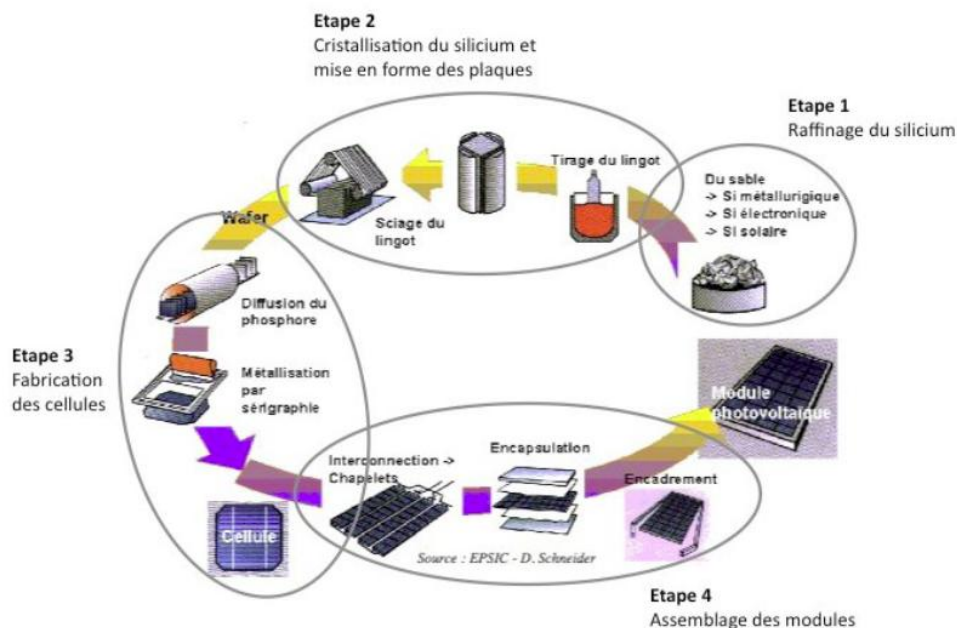 Etape 2
Cristallisation du silicium et
mise en forme des plaques
Etape 1
Raffinage du silicium
Tirage du lingot
Du sable
-> Si métallurigique
-> Si électronique
-> Si solaire
Sciage du
lingot
Wafer
Diffusion du
phosphore
Etape 3
Fabrication
des cellules
Métallisation
par
sérigraphie
Cellule
Interconnection ->
Chapelets
Encapsulation
Encadrement
Module
photovoltaïque
Source : EPSIC - D. Schneider
Etape 4
Assemblage des modules